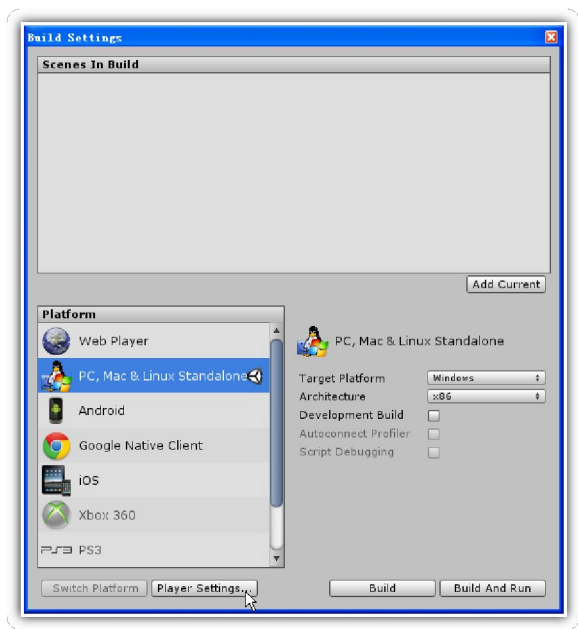 Build Settings
Scenes In Build
Add Current
Platform
Web Player
PC, Mac & Linux Standalone
Android
Google Native Client
iOS
Xbox 360
PS3 PS3
PC, Mac & Linux Standalone
Target Platform Windows
Architecture x86
Development Build
Autoconnect Profiler
Script Debugging
Switch Platform Player Settings... Build Build And Run